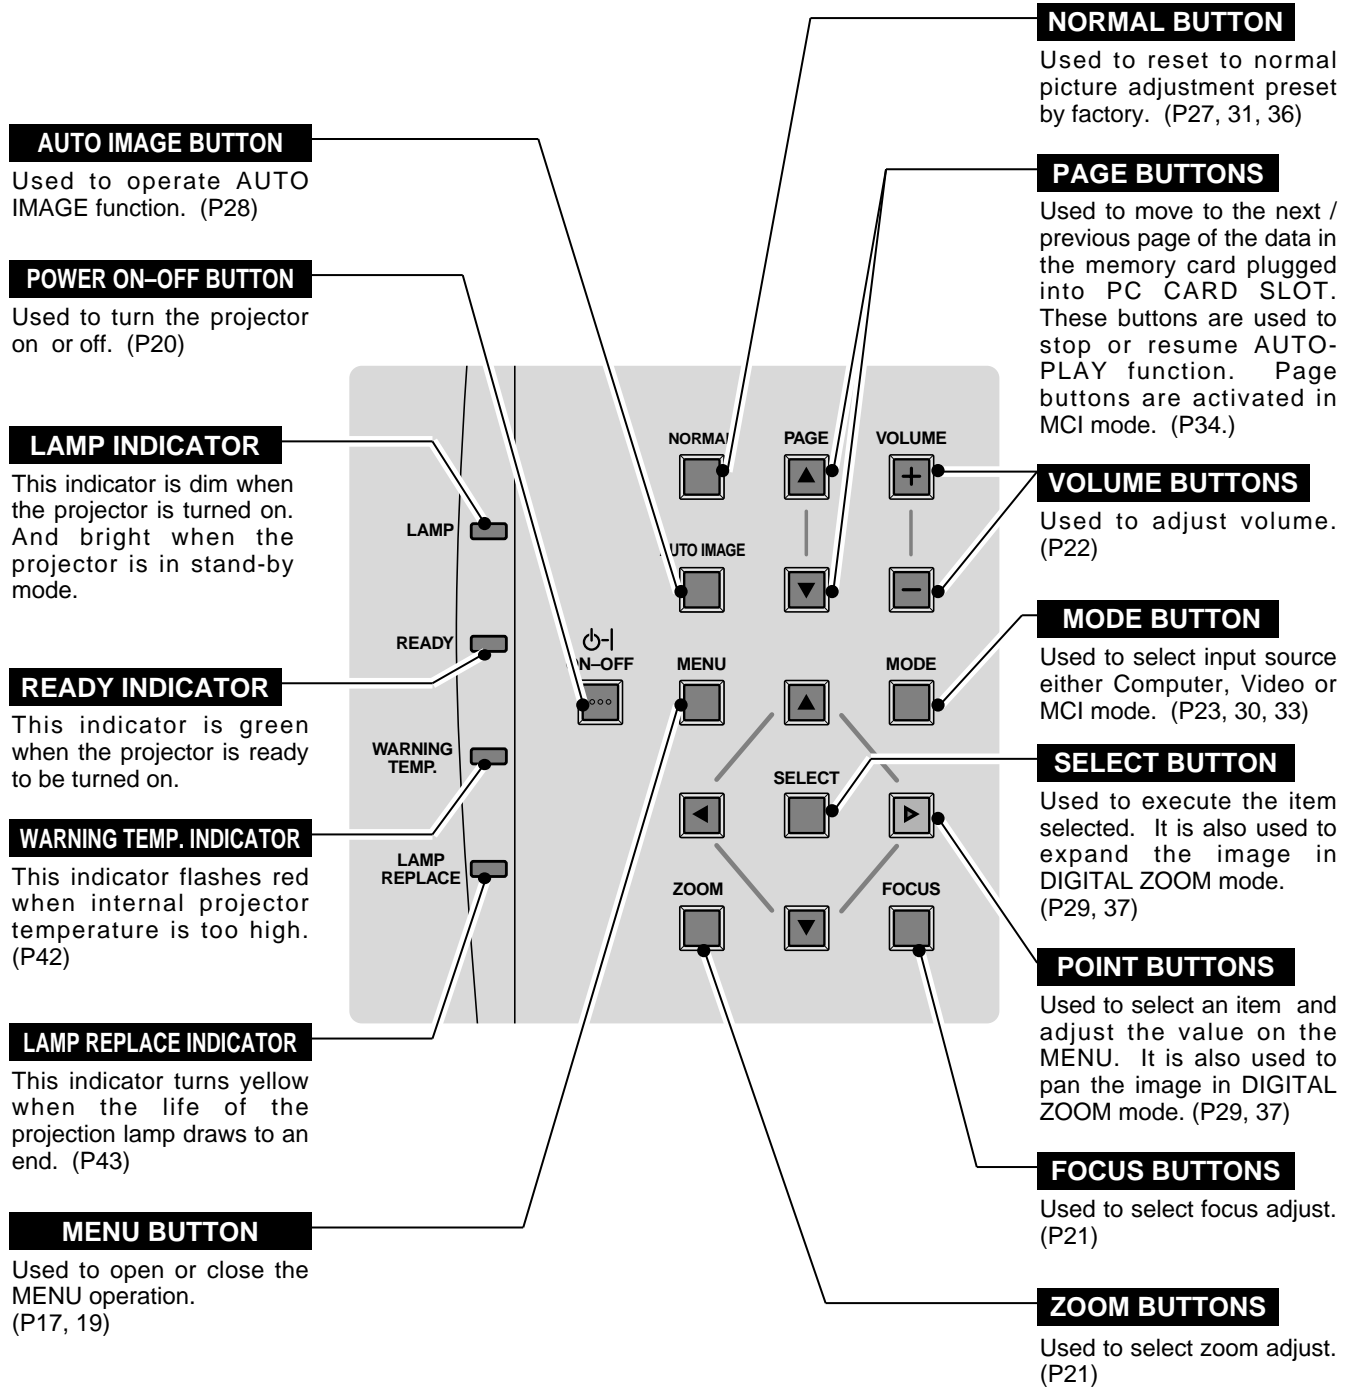 NORMAL BUTTON
Used to reset to normal
picture adjustment preset
by factory. (P27, 31, 36)
AUTO IMAGE BUTTON
Used to operate AUTO
IMAGE function. (P28)
PAGE BUTTONS
Used to move to the next /
previous page of the data in
the memory card plugged
into PC CARD SLOT.
These buttons are used to
stop or resume AUTO-
PLAY function. Page
buttons are activated in
MCI mode. (P34.)
POWER ON–OFF BUTTON
Used to turn the projector
on or off. (P20)
LAMP INDICATOR
This indicator is dim when
the projector is turned on.
And bright when the
projector is in stand-by
mode.
READY INDICATOR
This indicator is green
when the projector is ready
to be turned on.
WARNING TEMP. INDICATOR
This indicator flashes red
when internal projector
temperature is too high.
(P42)
LAMP REPLACE INDICATOR
This indicator turns yellow
when the life of the
projection lamp draws to an
end. (P43)
MENU BUTTON
Used to open or close the
MENU operation.
(P17, 19)
NORMAL
PAGE
VOLUME
LAMP
AUTO IMAGE
READY
ON–OFF
MENU
MODE
WARNING
TEMP.
SELECT
LAMP
REPLACE
ZOOM
FOCUS
VOLUME BUTTONS
Used to adjust volume.
(P22)
MODE BUTTON
Used to select input source
either Computer, Video or
MCI mode. (P23, 30, 33)
SELECT BUTTON
Used to execute the item
selected. It is also used to
expand the image in
DIGITAL ZOOM mode.
(P29, 37)
POINT BUTTONS
Used to select an item and
adjust the value on the
MENU. It is also used to
pan the image in DIGITAL
ZOOM mode. (P29, 37)
FOCUS BUTTONS
Used to select focus adjust.
(P21)
ZOOM BUTTONS
Used to select zoom adjust.
(P21)